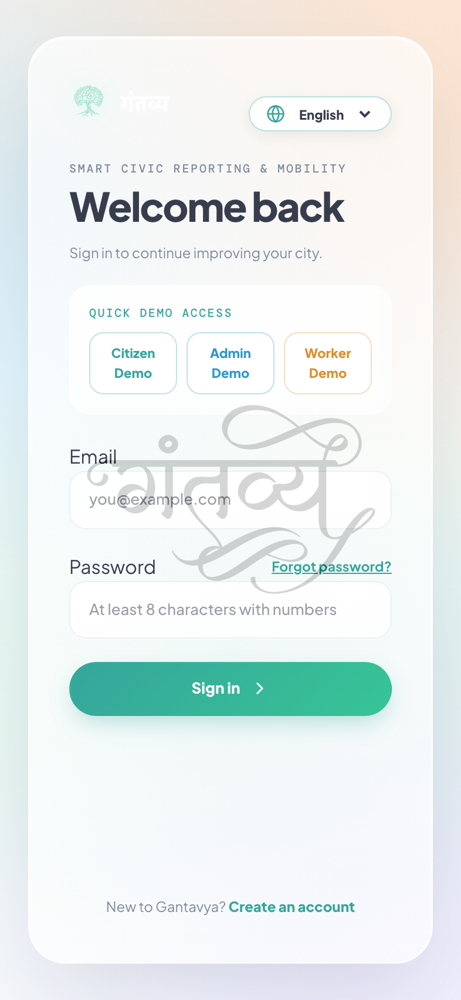 गंतव्य
English
SMART CIVIC REPORTING & MOBILITY
Welcome back
Sign in to continue improving your city.
QUICK DEMO ACCESS
Citizen Demo
Admin Demo
Worker Demo
गंतव्य
Email
you@example.com
Password
Forgot password?
At least 8 characters with numbers
Sign in
New to Gantavya? Create an account